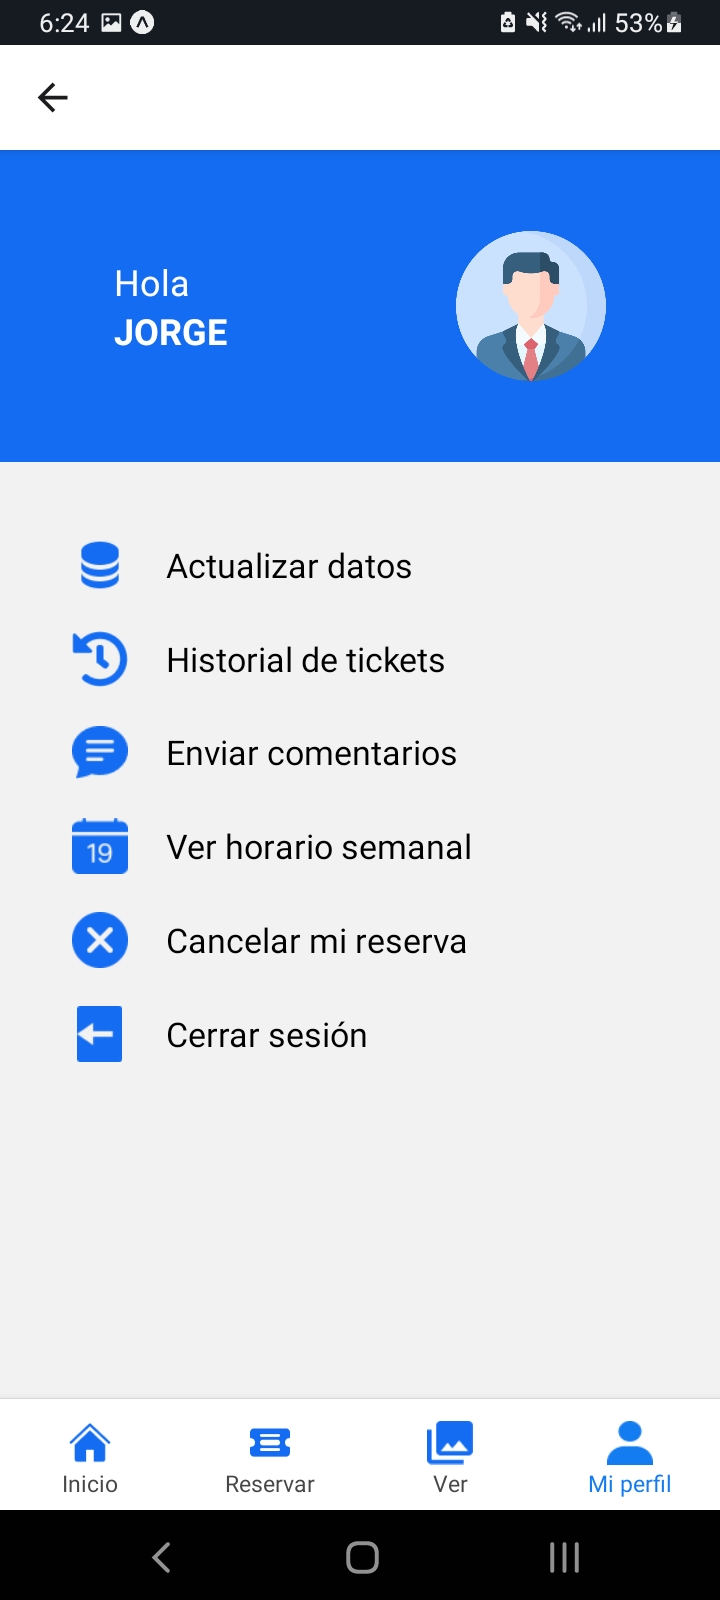 6:24 53%
Hola
JORGE
Actualizar datos
Historial de tickets
Enviar comentarios
19
Ver horario semanal
Cancelar mi reserva
Cerrar sesión
Inicio Reservar Ver Mi perfil